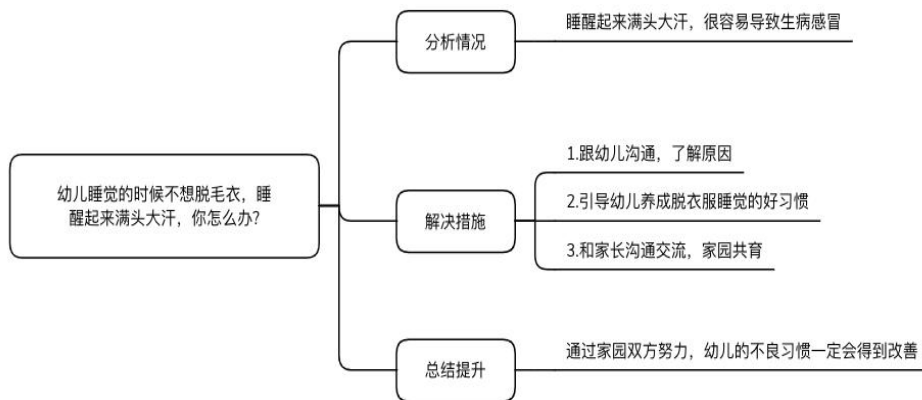 幼儿睡觉的时候不想脱毛衣，睡
醒起来满头大汗，你怎么办?
分析情况
睡醒起来满头大汗，很容易导致生病感冒
解决措施
1.跟幼儿沟通，了解原因
2.引导幼儿养成脱衣服睡觉的好习惯
3.和家长沟通交流，家园共育
总结提升
通过家园双方努力，幼儿的不良习惯一定会得到改善